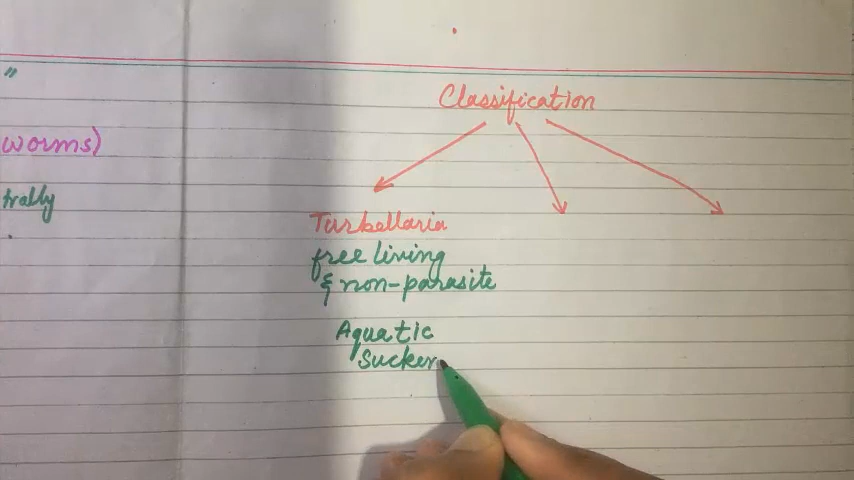 "
Classification
worms)
trally
Turbellaria
free living
& non-parasite
Aquatic
Sucker